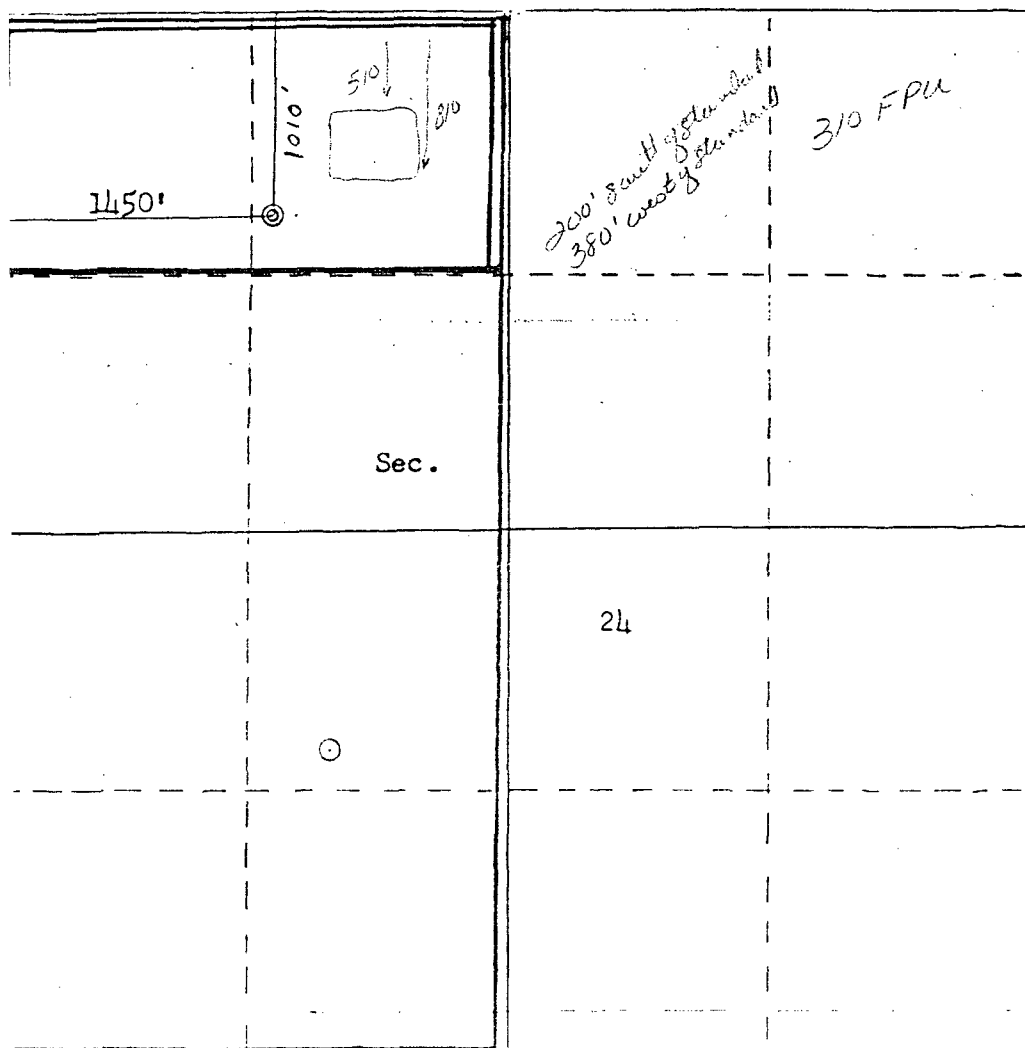 510
810
1010'
1450'
200' South of standard
380' west of standard
310 FPU
Sec.
24